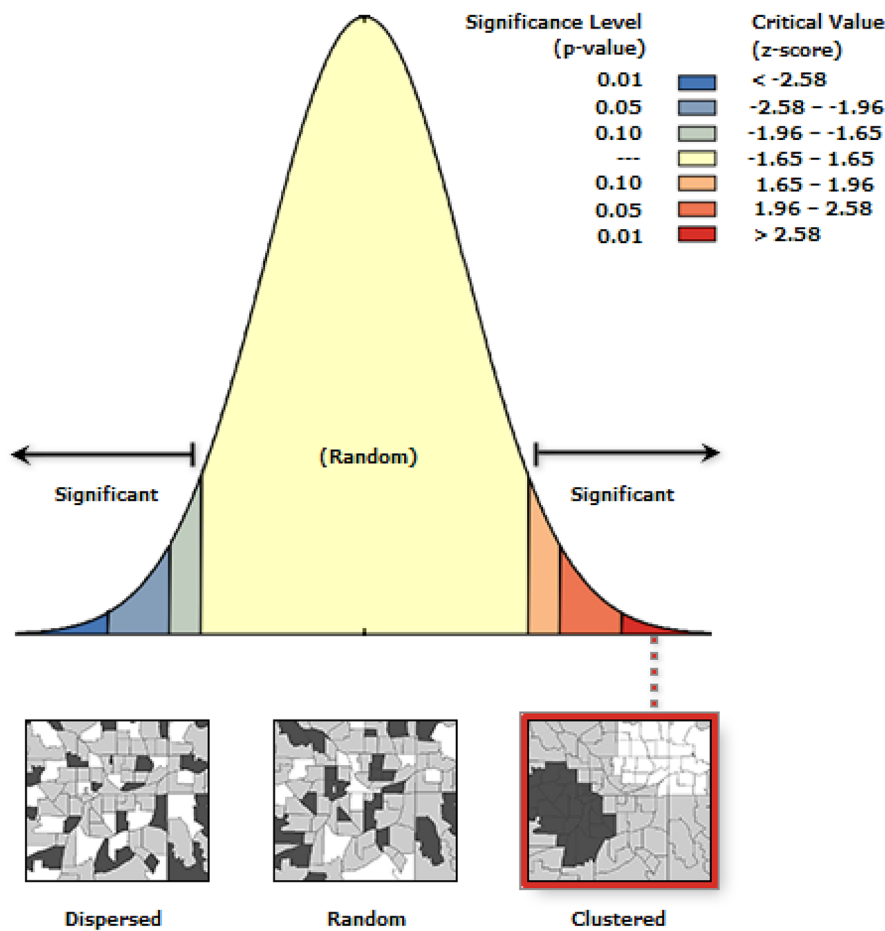 Significance Level Critical Value
(p-value) (z-score)
0.01 < -2.58
0.05 -2.58 – -1.96
0.10 -1.96 – -1.65
--- -1.65 – 1.65
0.10 1.65 – 1.96
0.05 1.96 – 2.58
0.01 > 2.58
(Random)
Significant Significant
Dispersed Random Clustered